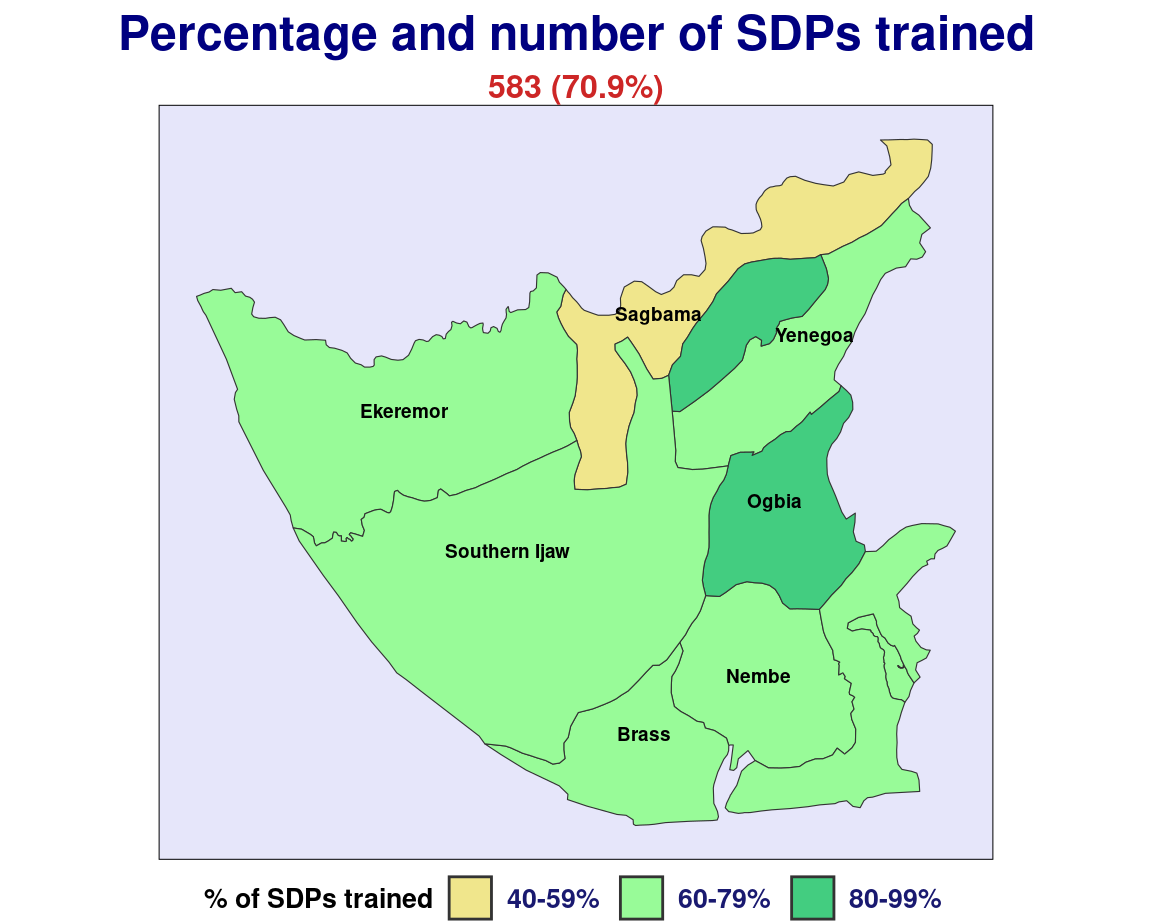 Percentage and number of SDPs trained
583 (70.9%)
Sagbama
Yenegoa
Ekeremor
Ogbia
Southern Ijaw
Nembe
Brass
% of SDPs trained 40-59% 60-79% 80-99%